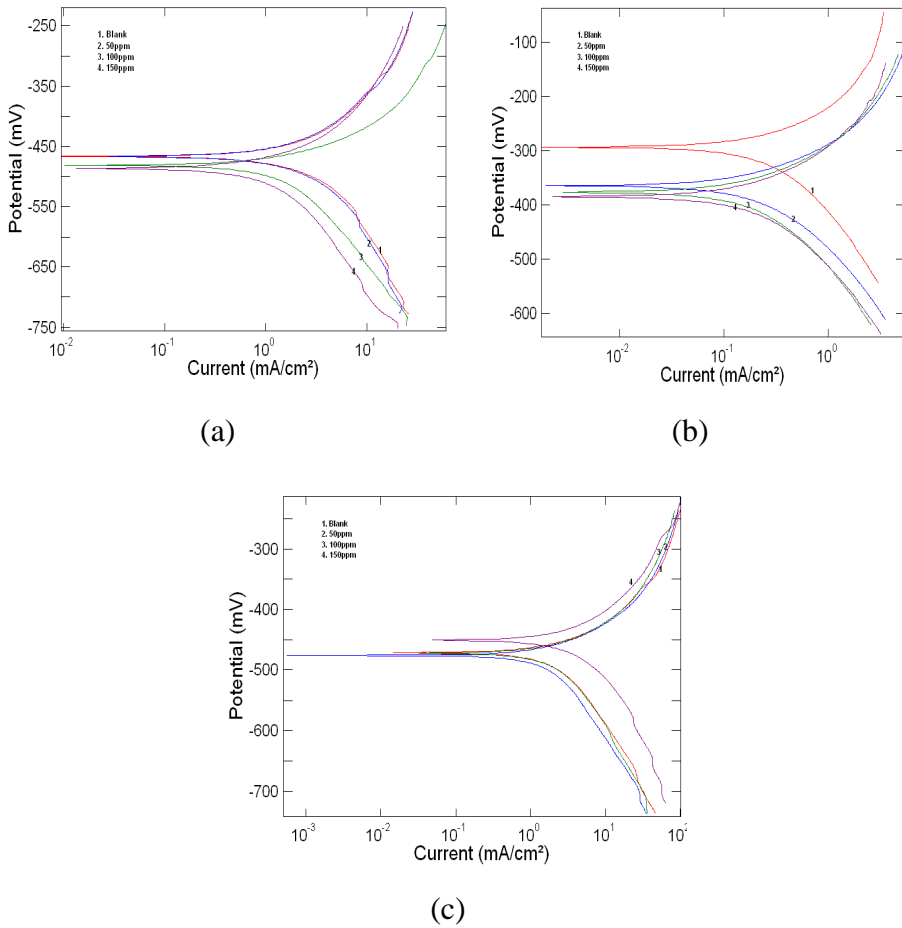 1. Blank
2. 50ppm
3. 100ppm
4. 150ppm
Potential (mV)
-250
-350
-450
-550
-650
-750
10⁻²
10⁻¹
10⁰
10¹
Current (mA/cm²)
1
2
3
4
(a)
1. Blank
2. 50ppm
3. 100ppm
4. 150ppm
Potential (mV)
-100
-200
-300
-400
-500
-600
10⁻²
10⁻¹
10⁰
Current (mA/cm²)
1
2
3
4
(b)
1. Blank
2. 50ppm
3. 100ppm
4. 150ppm
Potential (mV)
-300
-400
-500
-600
-700
10⁻³
10⁻²
10⁻¹
10⁰
10¹
10²
Current (mA/cm²)
4
3
2
1
(c)